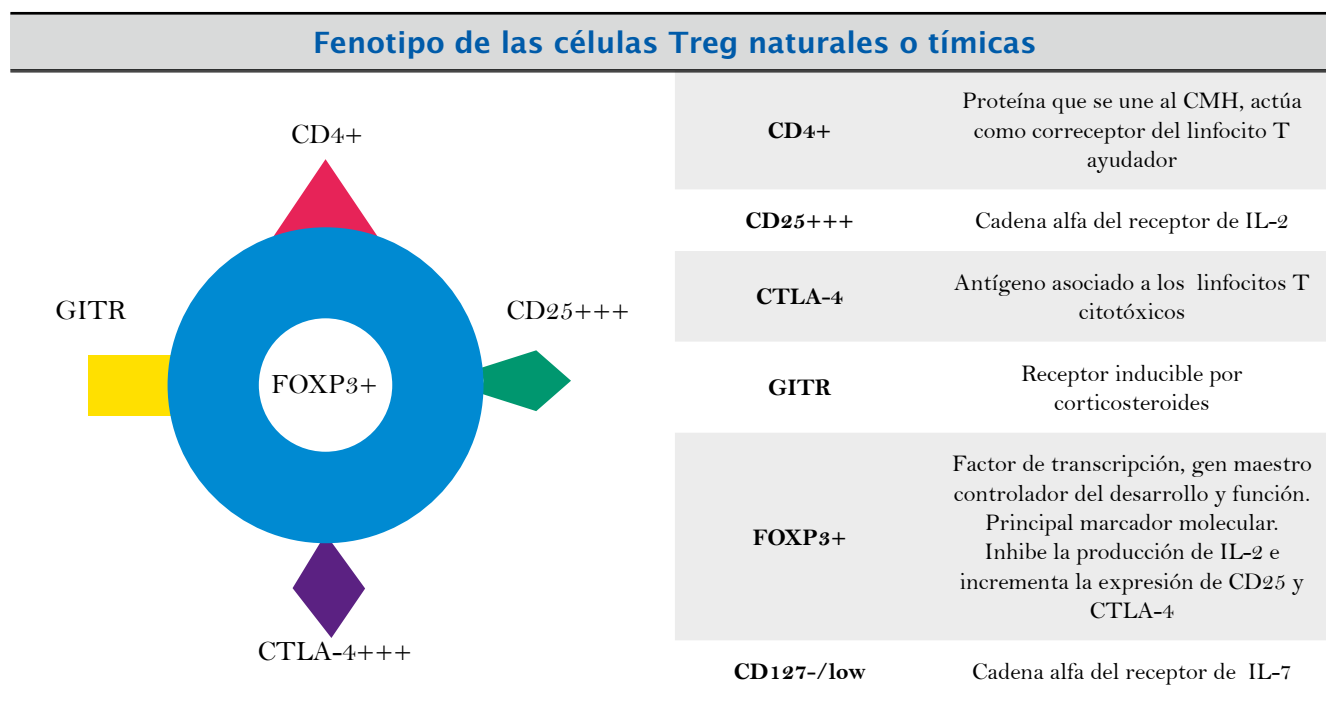 Fenotipo de las células Treg naturales o tímicas
CD4+
GITR
CD25+++
FOXP3+
CTLA-4+++
CD4+
Proteína que se une al CMH, actúa
como correceptor del linfocito T
ayudador
CD25+++
Cadena alfa del receptor de IL-2
CTLA-4
Antígeno asociado a los linfocitos T
citotóxicos
GITR
Receptor inducible por
corticosteroides
FOXP3+
Factor de transcripción, gen maestro
controlador del desarrollo y función.
Principal marcador molecular.
Inhibe la producción de IL-2 e
incrementa la expresión de CD25 y
CTLA-4
CD127-/low
Cadena alfa del receptor de IL-7